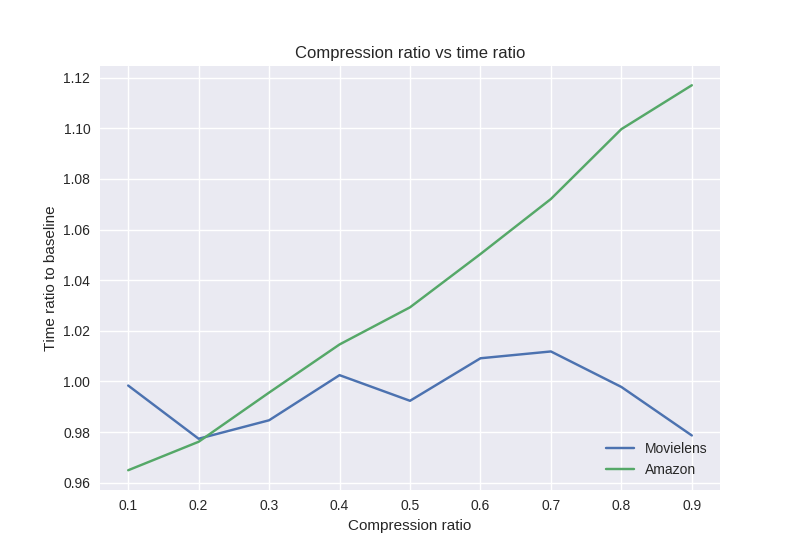 Compression ratio vs time ratio
Time ratio to baseline
1.12
1.10
1.08
1.06
1.04
1.02
1.00
0.98
0.96
Movielens
Amazon
0.1 0.2 0.3 0.4 0.5 0.6 0.7 0.8 0.9
Compression ratio